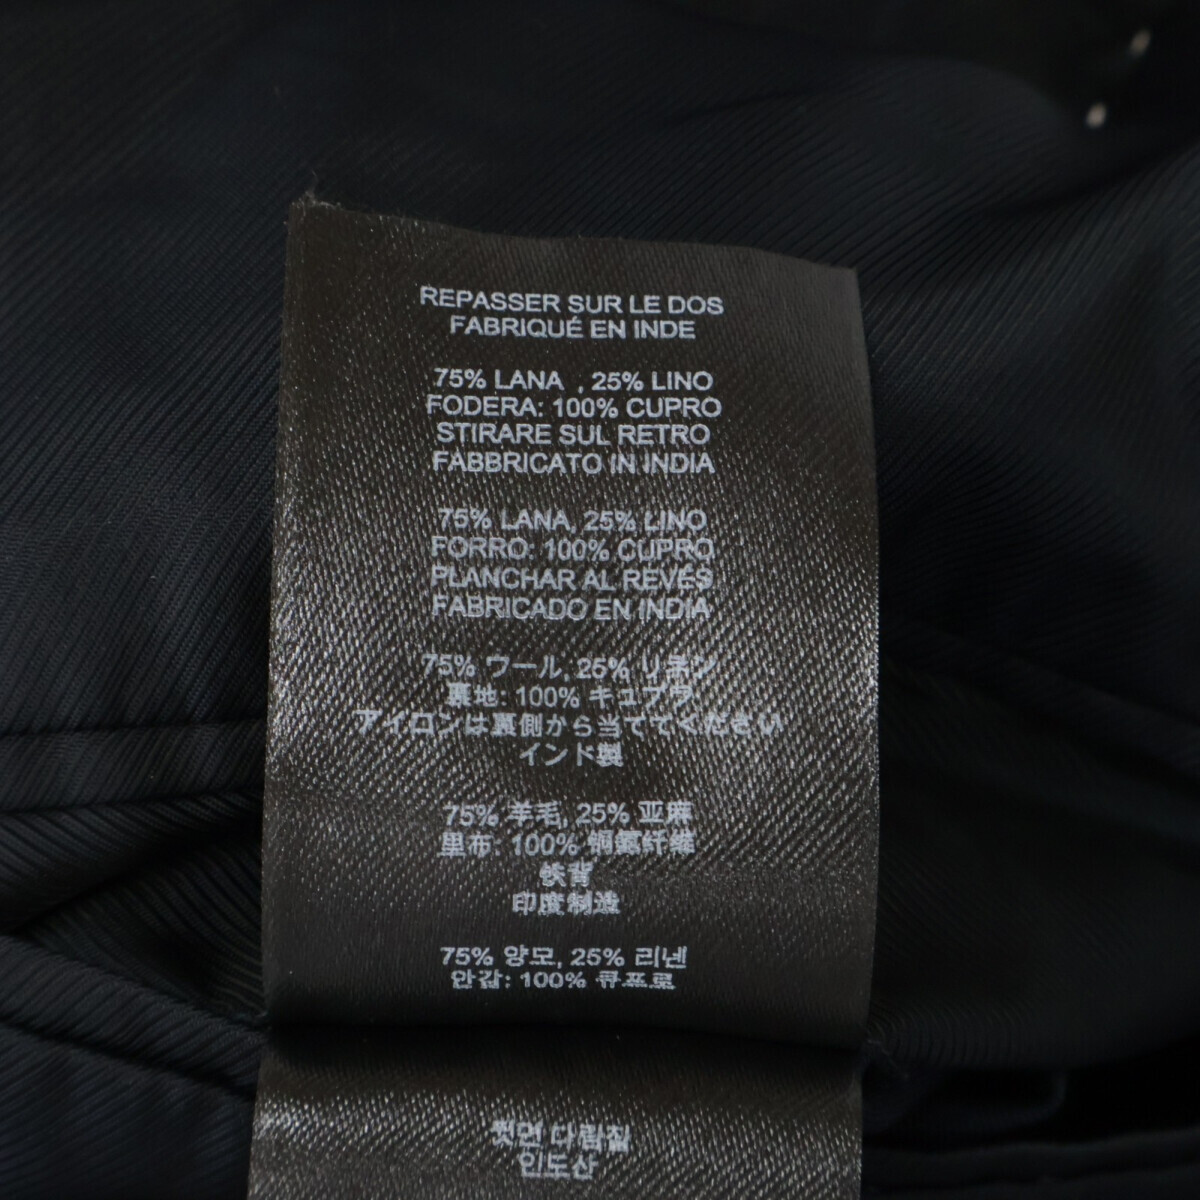 REPASSER SUR LE DOS
FABRIQUÉ EN INDE
75% LANA , 25% LINO
FODERA: 100% CUPRO
STIRARE SUL RETRO
FABBRICATO IN INDIA
75% LANA, 25% LINO
FORRO: 100% CUPRO
PLANCHAR AL REVÉS
FABRICADO EN INDIA
75% ウール, 25% リネン
裏地: 100% キュプラ
アイロンは裏側から当ててください
インド製
75% 羊毛, 25% 亚麻
里布: 100% 铜氨纤维
铁背
印度制造
75% 양모, 25% 리넨
안감: 100% 큐프로
뒷면 다림질
인도산